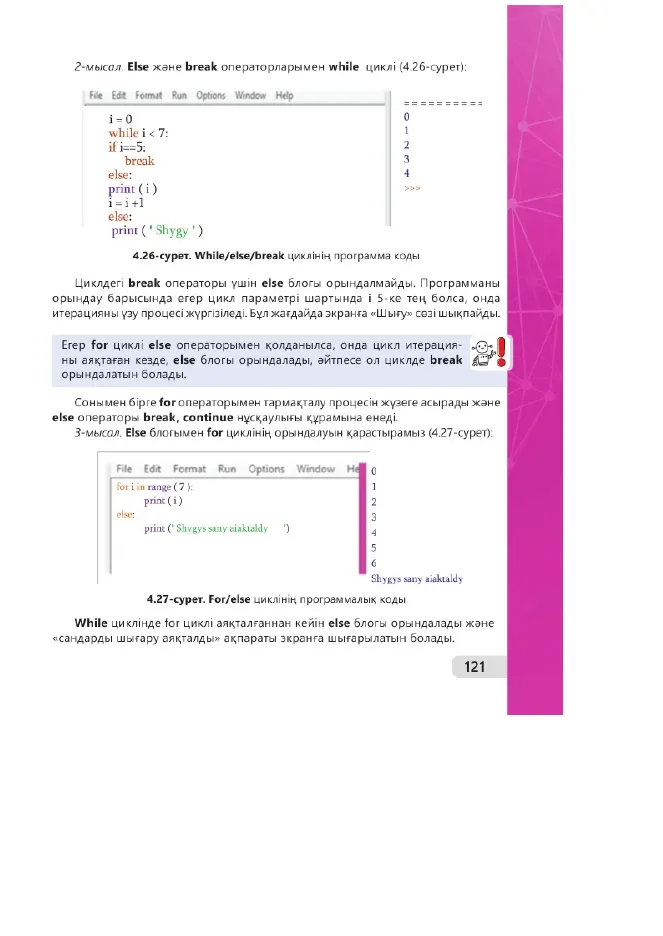 2-мысал. Else және break операторларымен while циклі (4.26-сурет):
File Edit Format Run Options Window Help
i = 0
while i < 7:
if i==5:
break
else:
print ( i )
i = i +1
else:
print ( ' Shygy ' )
==========
0
1
2
3
4
>>>
4.26-сурет. While/else/break циклінің программа коды
Циклдегі break операторы үшін else блогы орындалмайды. Программаны
орындау барысында егер цикл параметрі шартында i 5-ке тең болса, онда
итерацияны үзу процесі жүргізіледі. Бұл жағдайда экранға «Шығу» сөзі шықпайды.
Егер for циклі else операторымен қолданылса, онда цикл итерация-
ны аяқтаған кезде, else блогы орындалады, әйтпесе ол циклде break
орындалатын болады.
Сонымен бірге for операторымен тармақталу процесін жүзеге асырады және
else операторы break, continue нұсқаулығы құрамына енеді.
3-мысал. Else блогымен for циклінің орындалуын қарастырамыз (4.27-сурет):
File Edit Format Run Options Window He
for i in range ( 7 ):
print ( i )
else:
print (' Shygys sany aiaktaldy ')
0
1
2
3
4
5
6
Shygys sany aiaktaldy
4.27-сурет. For/else циклінің программалық коды
While циклінде for циклі аяқталғаннан кейін else блогы орындалады және
«сандарды шығару аяқталды» ақпараты экранға шығарылатын болады.
121